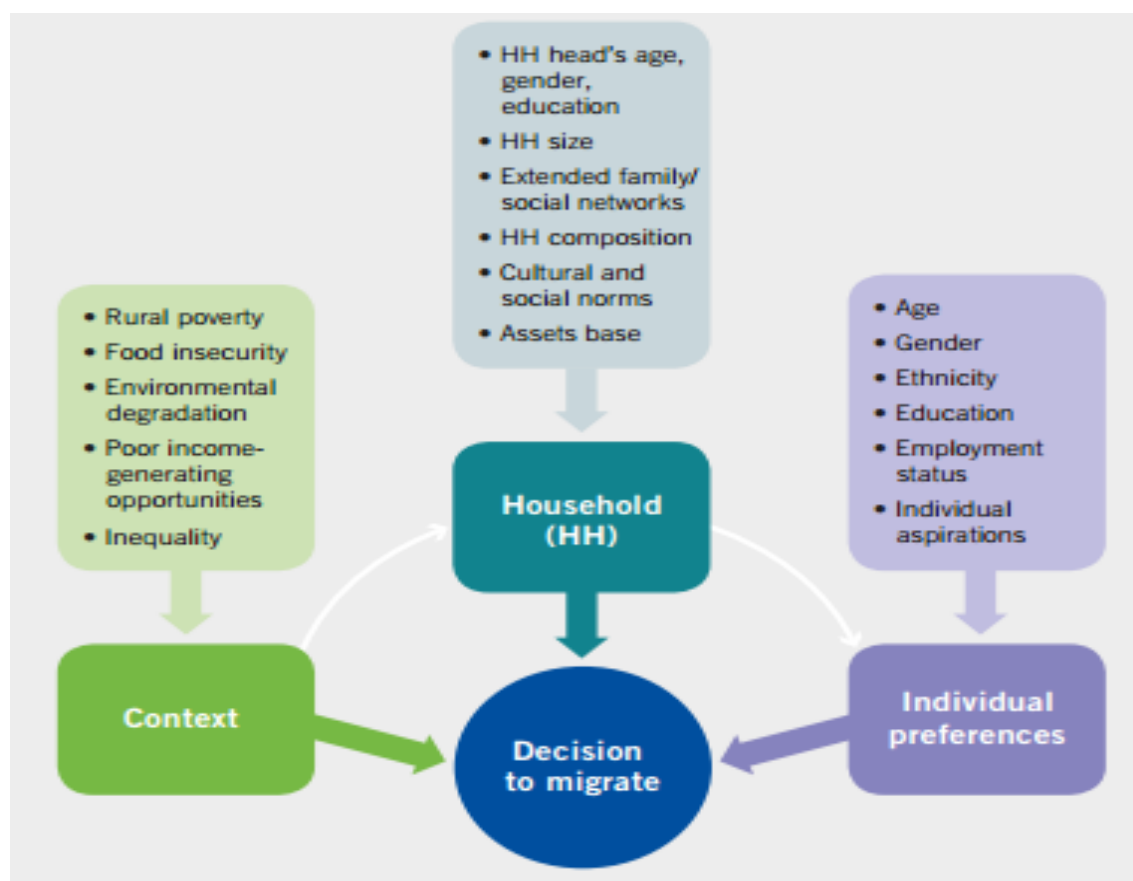 • HH head's age,
gender,
education
• HH size
• Extended family/
social networks
• HH composition
• Cultural and
social norms
• Assets base
• Rural poverty
• Food insecurity
• Environmental
degradation
• Poor income-
generating
opportunities
• Inequality
• Age
• Gender
• Ethnicity
• Education
• Employment
status
• Individual
aspirations
Household
(HH)
Context
Individual
preferences
Decision
to migrate